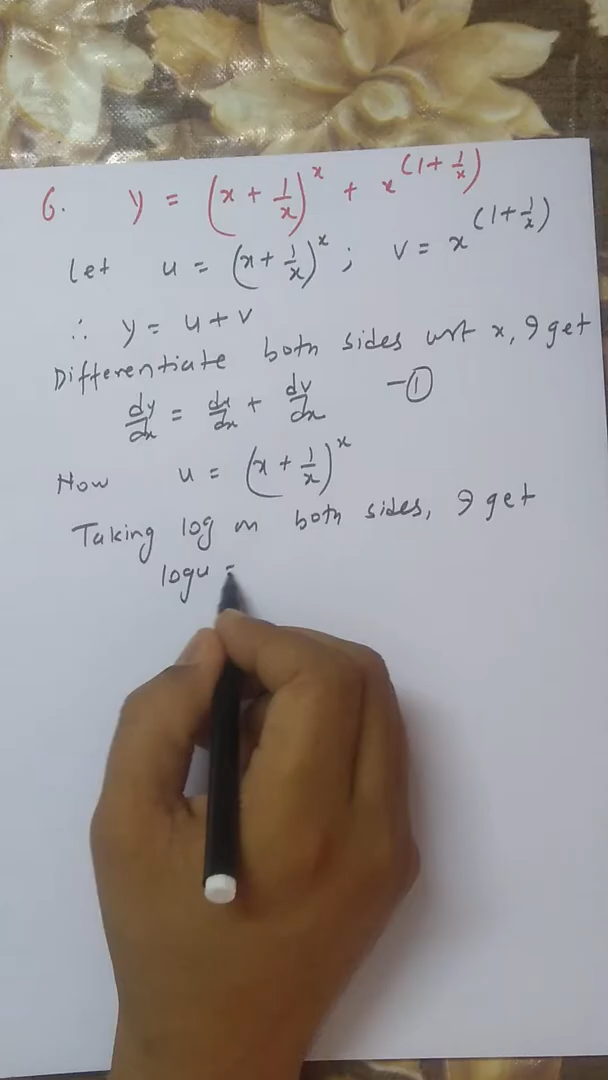 6. y = (x + 1/x)^x + x^(1 + 1/x)
Let u = (x + 1/x)^x ; v = x^(1 + 1/x)
∴ y = u + v
Differentiate both sides wrt x, I get
dy/dx = du/dx + dv/dx - ①
Now u = (x + 1/x)^x
Taking log on both sides, I get
logu =